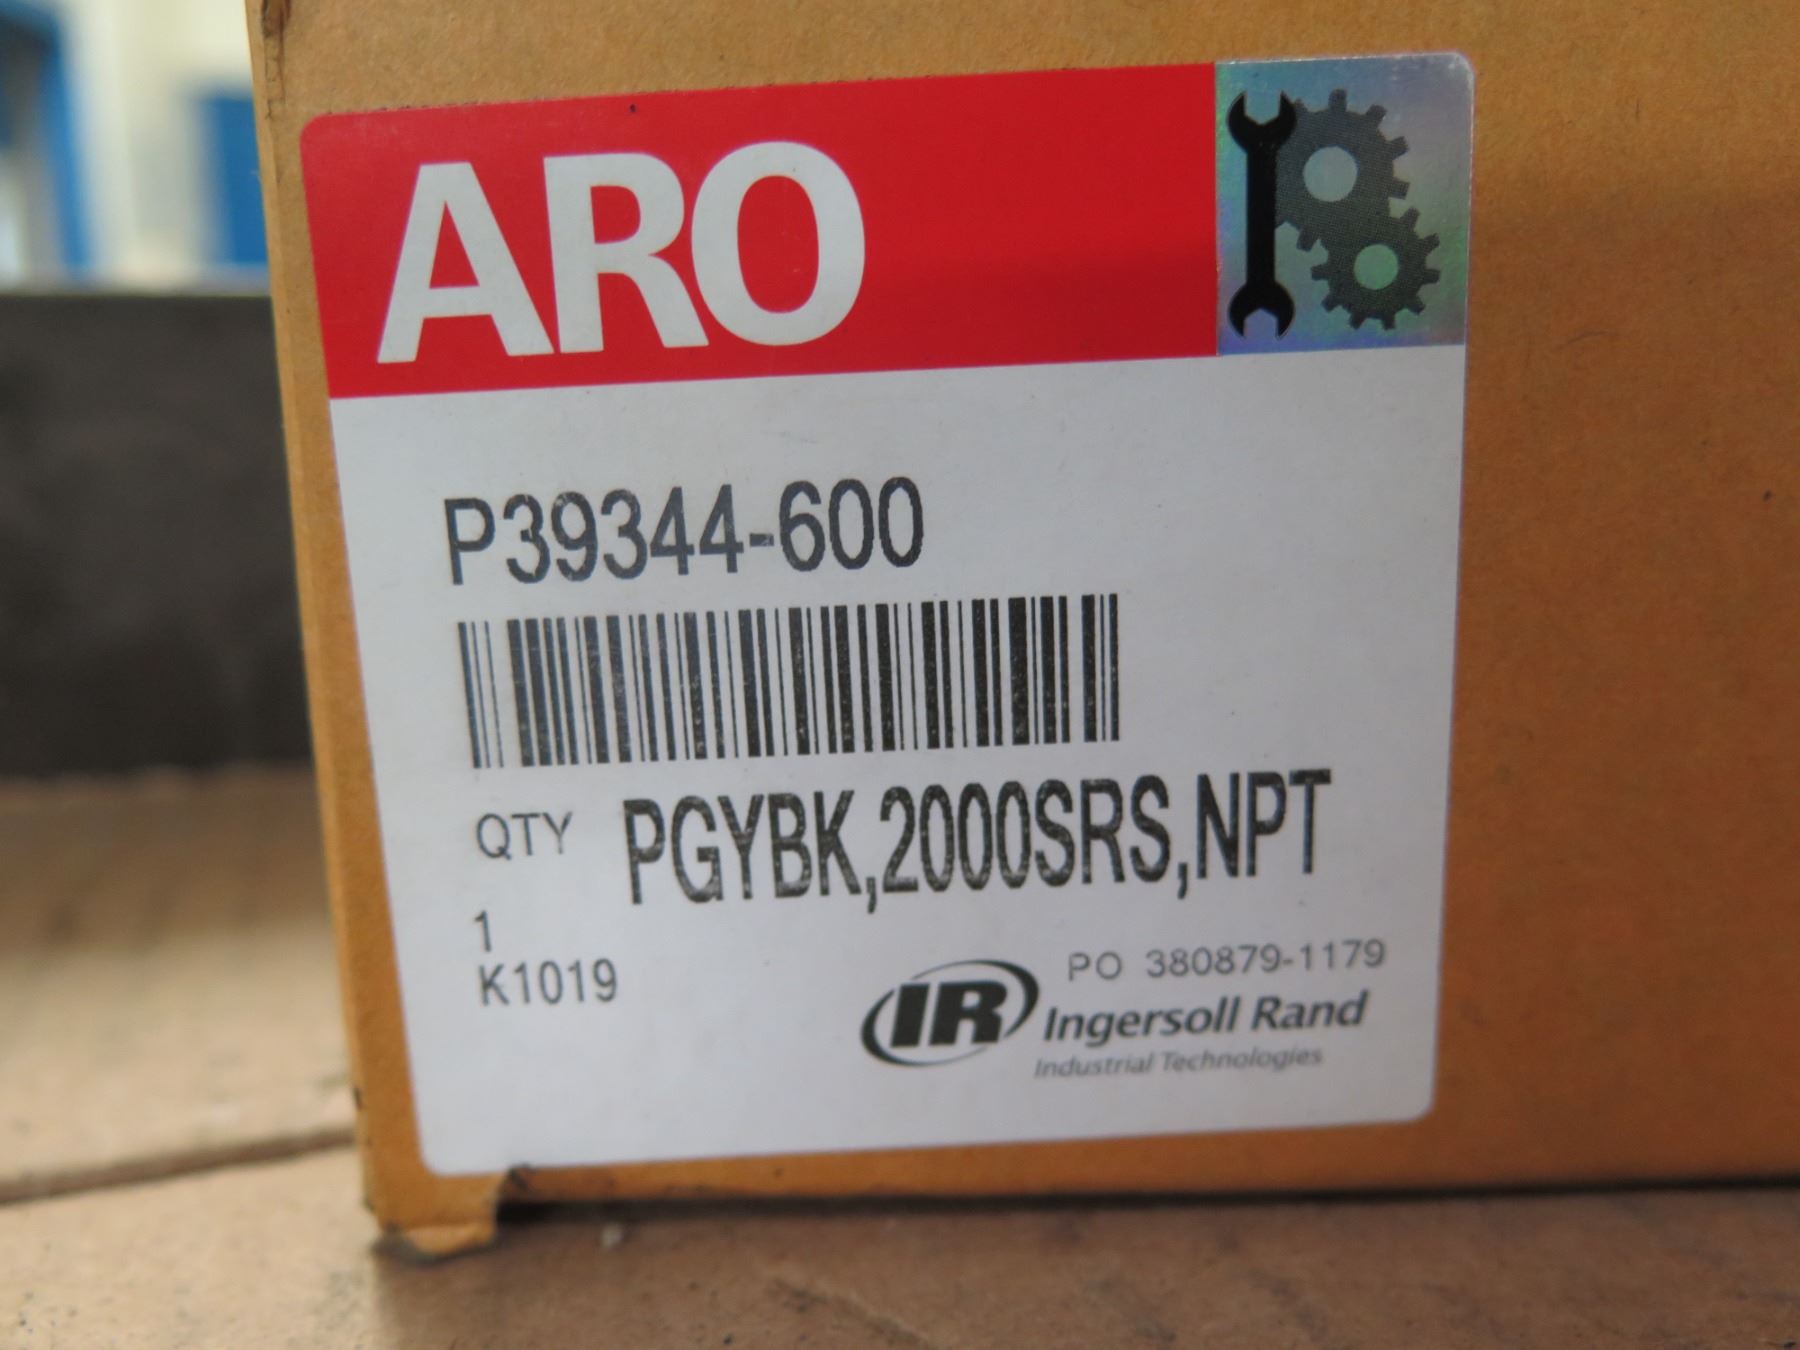 ARO
P39344-600
QTY PGYBK,2000SRS,NPT
1
K1019
PO 380879-1179
IR Ingersoll Rand
Industrial Technologies